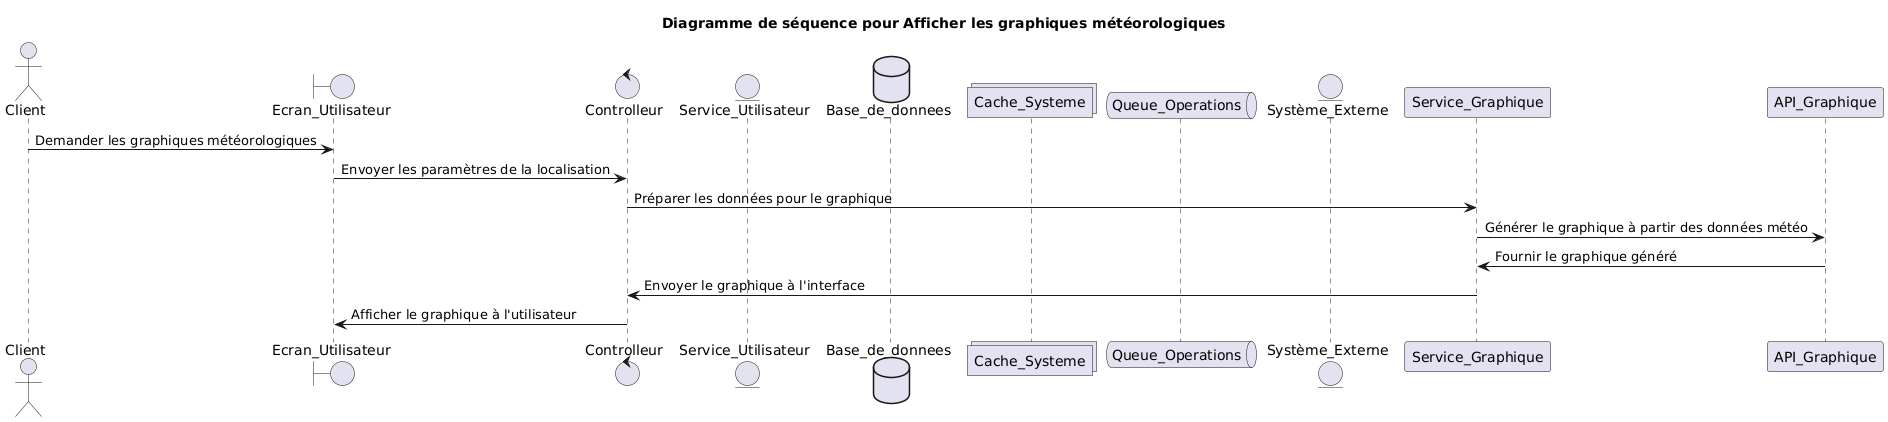 Diagramme de séquence pour Afficher les graphiques météorologiques
Client
Ecran_Utilisateur
Controlleur
Service_Utilisateur
Base_de_donnees
Cache_Systeme
Queue_Operations
Système_Externe
Service_Graphique
API_Graphique
Demander les graphiques météorologiques
Envoyer les paramètres de la localisation
Préparer les données pour le graphique
Générer le graphique à partir des données météo
Fournir le graphique généré
Envoyer le graphique à l'interface
Afficher le graphique à l'utilisateur
Client
Ecran_Utilisateur
Controlleur
Service_Utilisateur
Base_de_donnees
Cache_Systeme
Queue_Operations
Système_Externe
Service_Graphique
API_Graphique